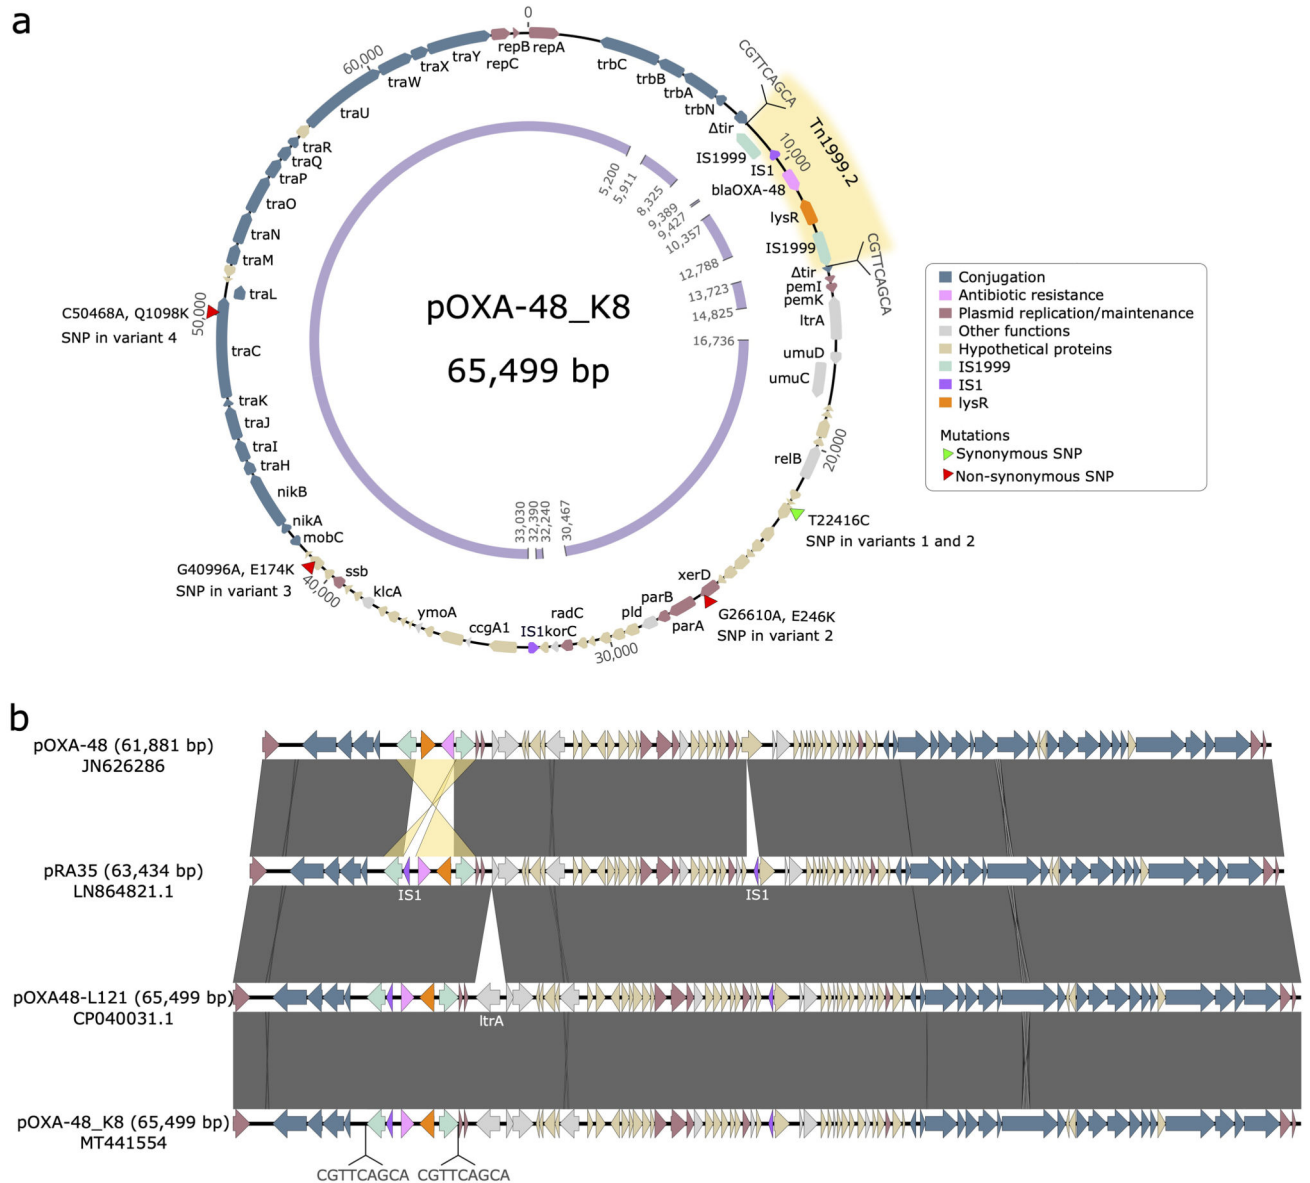 a
0
repB
repA
repC
traY
traX
traW
60,000
traU
traR
traQ
traP
traO
traN
traM
traL
C50468A, Q1098K
SNP in variant 4
50,000
traC
traK
traJ
traI
traH
nikB
nikA
mobC
G40996A, E174K
SNP in variant 3
40,000
ssb
klcA
ymoA
ccgA1
IS1
korC
radC
30,000
pld
parB
parA
xerD
G26610A, E246K
SNP in variant 2
T22416C
SNP in variants 1 and 2
relB
20,000
umuC
umuD
ltrA
pemK
pemI
Δtir
CGTTCAGCA
IS1999
lysR
blaOXA-48
IS1
10,000
Tn1999.2
IS1999
Δtir
CGTTCAGCA
trbN
trbA
trbB
trbC
5,200
5,911
8,325
9,389
9,427
10,357
12,788
13,723
14,825
16,736
30,467
32,240
32,390
33,030
pOXA-48_K8
65,499 bp
Conjugation
Antibiotic resistance
Plasmid replication/maintenance
Other functions
Hypothetical proteins
IS1999
IS1
lysR
Mutations
Synonymous SNP
Non-synonymous SNP
b
pOXA-48 (61,881 bp)
JN626286
pRA35 (63,434 bp)
LN864821.1
IS1
IS1
pOXA48-L121 (65,499 bp)
CP040031.1
ltrA
pOXA-48_K8 (65,499 bp)
MT441554
CGTTCAGCA CGTTCAGCA